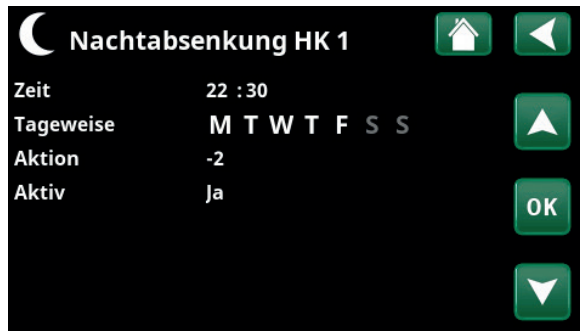 Nachtabsenkung HK 1
Zeit 22 :30
Tageweise M T W T F S S
Aktion -2
Aktiv Ja
OK